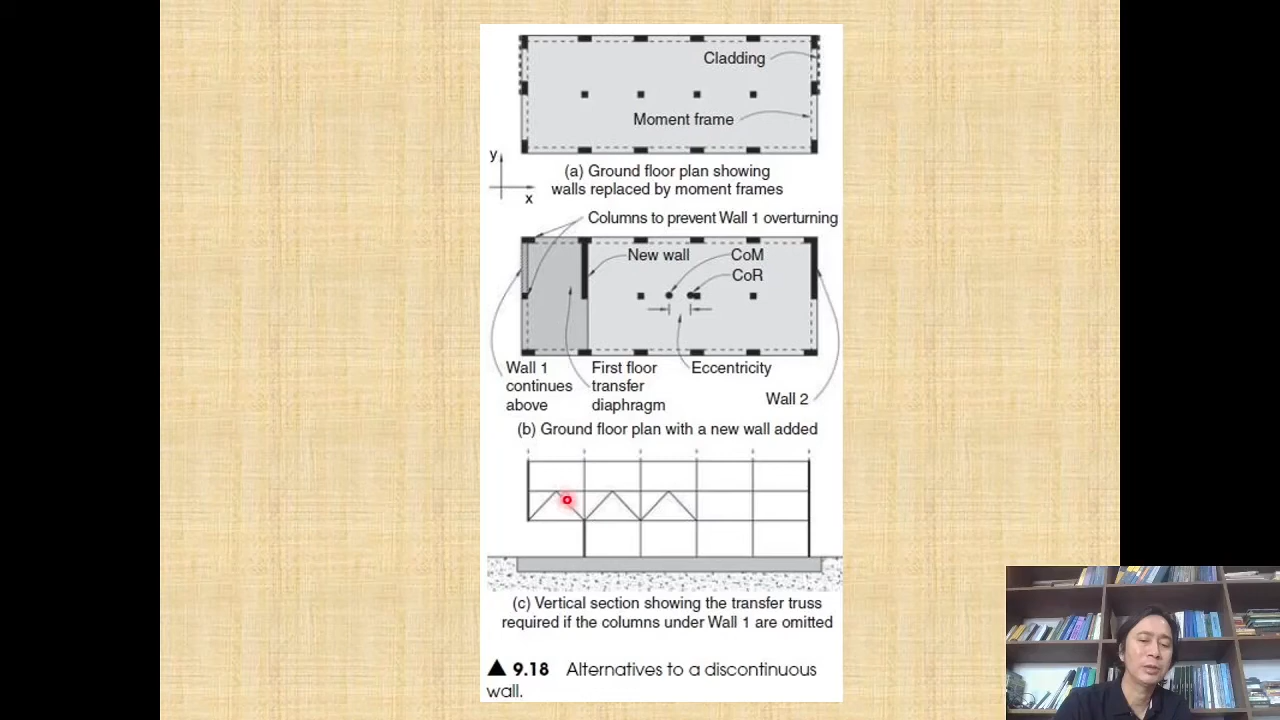 Cladding
Moment frame
y
x
(a) Ground floor plan showing
walls replaced by moment frames
Columns to prevent Wall 1 overturning
New wall
CoM
CoR
Wall 1
continues
above
First floor
transfer
diaphragm
Eccentricity
Wall 2
(b) Ground floor plan with a new wall added
(c) Vertical section showing the transfer truss
required if the columns under Wall 1 are omitted
▲ 9.18 Alternatives to a discontinuous
wall.